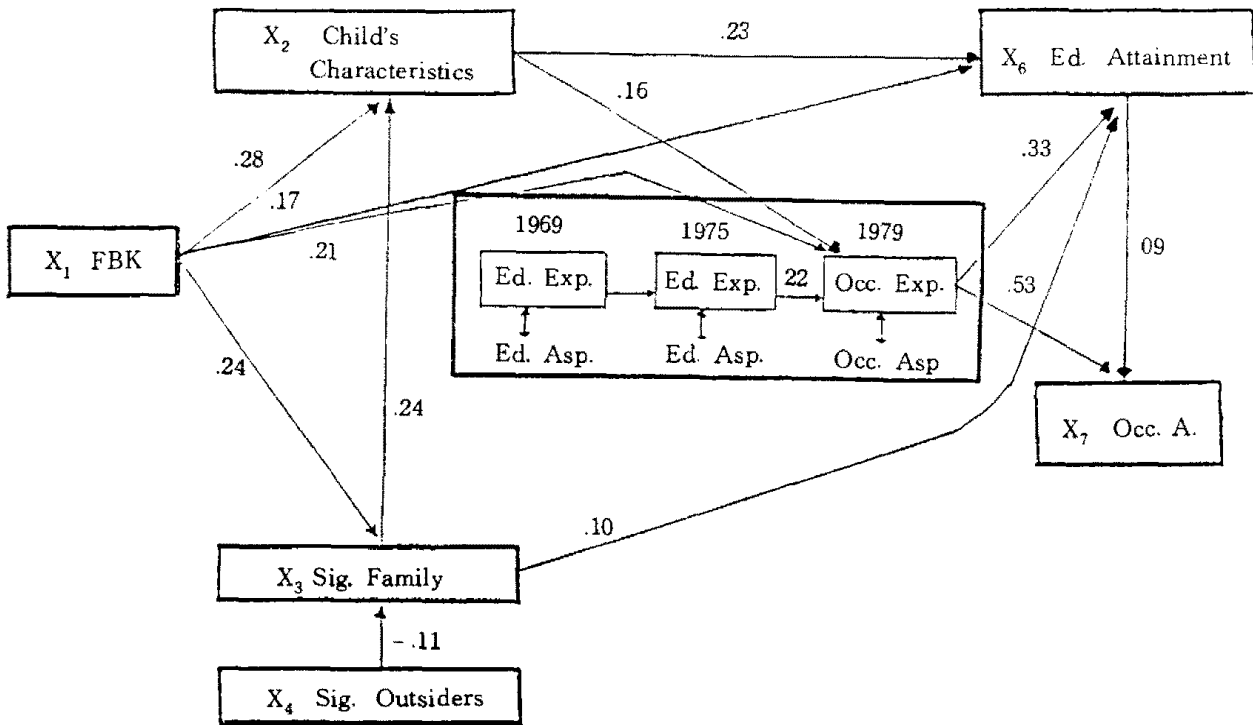 X₂ Child's
Characteristics
.23
X₆ Ed. Attainment
.16
.28
.33
.17
1969
1975
1979
X₁ FBK
.21
Ed. Exp.
Ed. Exp.
22
Occ. Exp.
.53
09
Ed. Asp.
Ed. Asp.
Occ. Asp
.24
.24
X₇ Occ. A.
.10
X₃ Sig. Family
- .11
X₄ Sig. Outsiders